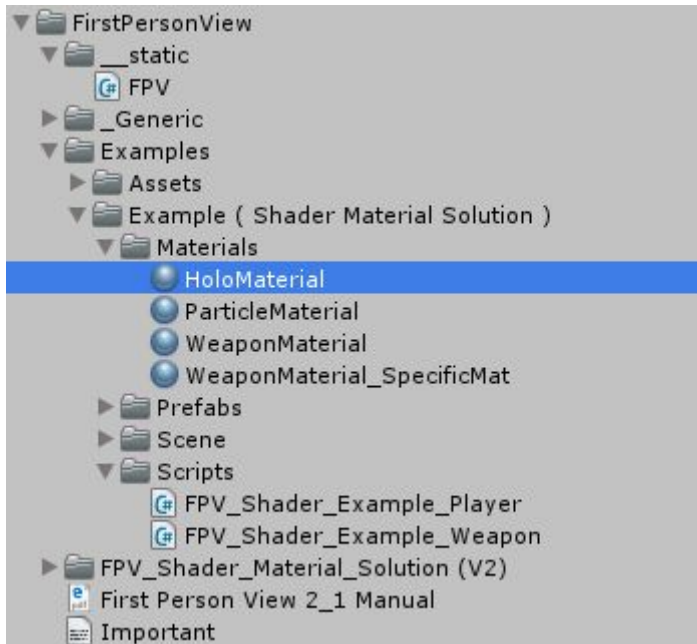 FirstPersonView
__static
FPV
_Generic
Examples
Assets
Example ( Shader Material Solution )
Materials
HoloMaterial
ParticleMaterial
WeaponMaterial
WeaponMaterial_SpecificMat
Prefabs
Scene
Scripts
FPV_Shader_Example_Player
FPV_Shader_Example_Weapon
FPV_Shader_Material_Solution (V2)
First Person View 2_1 Manual
Important